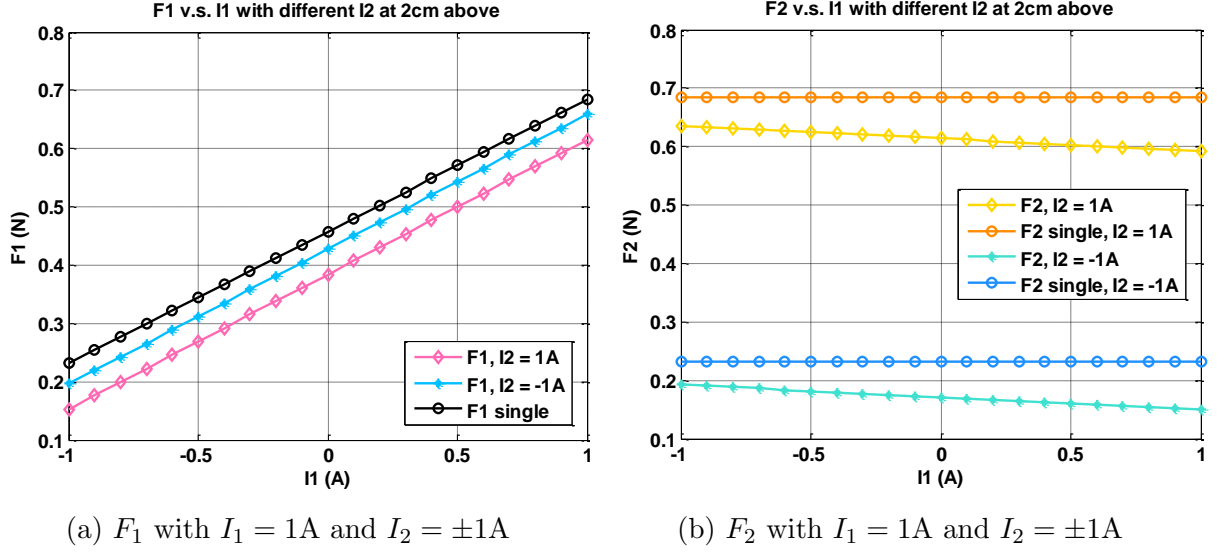 F1 v.s. I1 with different I2 at 2cm above
0.8
0.7
0.6
0.5
0.4
0.3
0.2
0.1
F1 (N)
-1
-0.5
0
0.5
1
I1 (A)
F1, I2 = 1A
F1, I2 = -1A
F1 single
(a) F₁ with I₁ = 1A and I₂ = ±1A
F2 v.s. I1 with different I2 at 2cm above
0.8
0.7
0.6
0.5
0.4
0.3
0.2
0.1
F2 (N)
-1
-0.5
0
0.5
1
I1 (A)
F2, I2 = 1A
F2 single, I2 = 1A
F2, I2 = -1A
F2 single, I2 = -1A
(b) F₂ with I₁ = 1A and I₂ = ±1A